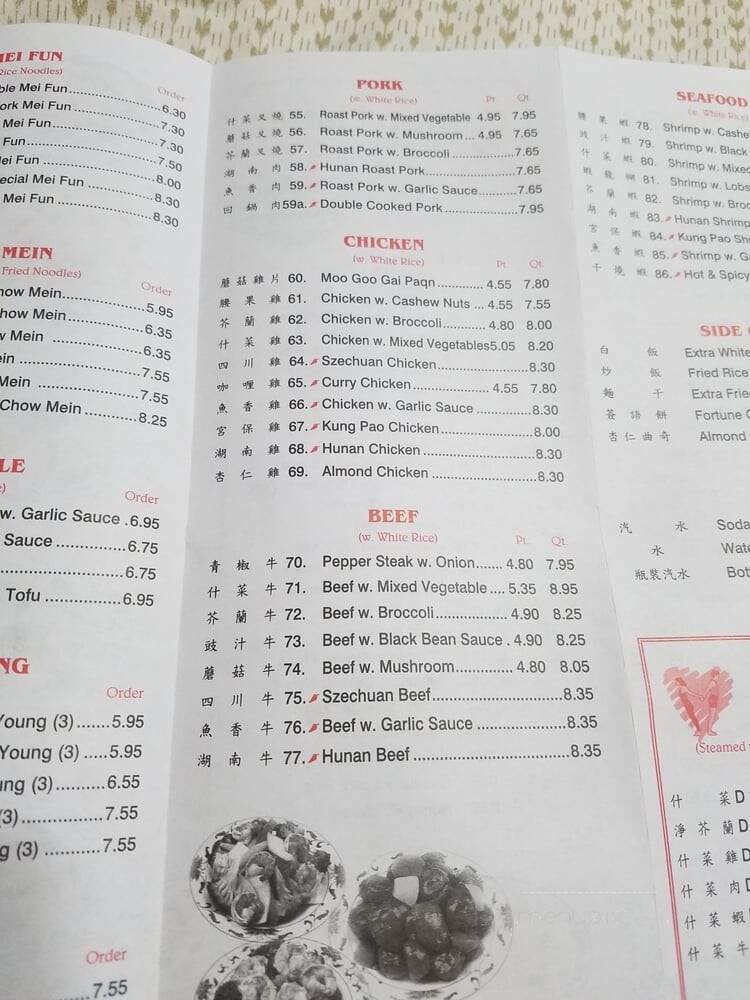 MEI FUN
Rice Noodles)
Order
ble Mei Fun 6.30
ork Mei Fun 7.30
Mei Fun 7.30
Fun 7.50
Mei Fun 8.00
ecial Mei Fun 8.30
Mei Fun 8.30
MEIN
Fried Noodles)
Order
how Mein 5.95
how Mein 6.35
w Mein 6.35
ein 7.55
Mein 7.55
Chow Mein 8.25
LE
Order
w. Garlic Sauce .6.95
Sauce 6.75
6.75
Tofu 6.95
NG
Order
Young (3) 5.95
Young (3) 5.95
ung (3) 6.55
(3) 7.55
g (3) 7.55
Order
7.55
PORK
(w. White Rice)
Pt. Qt.
什菜叉燒 55. Roast Pork w. Mixed Vegetable 4.95 7.95
蘑菇叉燒 56. Roast Pork w. Mushroom... 4.95 7.65
芥蘭叉燒 57. Roast Pork w. Broccoli 7.65
湖南肉 58. Hunan Roast Pork 7.65
魚香肉 59. Roast Pork w. Garlic Sauce 7.65
回鍋肉 59a. Double Cooked Pork 7.95
CHICKEN
(w. White Rice)
Pt. Qt.
蘑菇雞片 60. Moo Goo Gai Paqn 4.55 7.80
腰果雞 61. Chicken w. Cashew Nuts ... 4.55 7.55
芥蘭雞 62. Chicken w. Broccoli 4.80 8.00
什菜雞 63. Chicken w. Mixed Vegetables5.05 8.20
四川雞 64. Szechuan Chicken 8.30
咖喱雞 65. Curry Chicken 4.55 7.80
魚香雞 66. Chicken w. Garlic Sauce 8.30
宮保雞 67. Kung Pao Chicken 8.00
湖南雞 68. Hunan Chicken 8.30
杏仁雞 69. Almond Chicken 8.30
BEEF
(w. White Rice)
Pt. Qt.
青椒牛 70. Pepper Steak w. Onion 4.80 7.95
什菜牛 71. Beef w. Mixed Vegetable .... 5.35 8.95
芥蘭牛 72. Beef w. Broccoli 4.90 8.25
豉汁牛 73. Beef w. Black Bean Sauce . 4.90 8.25
蘑菇牛 74. Beef w. Mushroom 4.80 8.05
四川牛 75. Szechuan Beef 8.35
魚香牛 76. Beef w. Garlic Sauce 8.35
湖南牛 77. Hunan Beef 8.35
SEAFOOD
(w. White Rice)
腰果蝦 78. Shrimp w. Cashe
豉汁蝦 79. Shrimp w. Black
什菜蝦 80. Shrimp w. Mixed
蝦龍糊 81. Shrimp w. Lobs
芥蘭蝦 82. Shrimp w. Broc
湖南蝦 83. Hunan Shrimp
宮保蝦 84. Kung Pao Shr
魚香蝦 85. Shrimp w. G
干燒蝦 86. Hot & Spicy
SIDE
白飯 Extra White
炒飯 Fried Rice
麵干 Extra Frie
簽語餅 Fortune C
杏仁曲奇 Almond
汽水 Soda
水 Wate
瓶裝汽水 Bot
(Steamed
什菜 D
淨芥蘭 D
什菜雞 D
什菜肉 D
什菜蝦
什菜牛